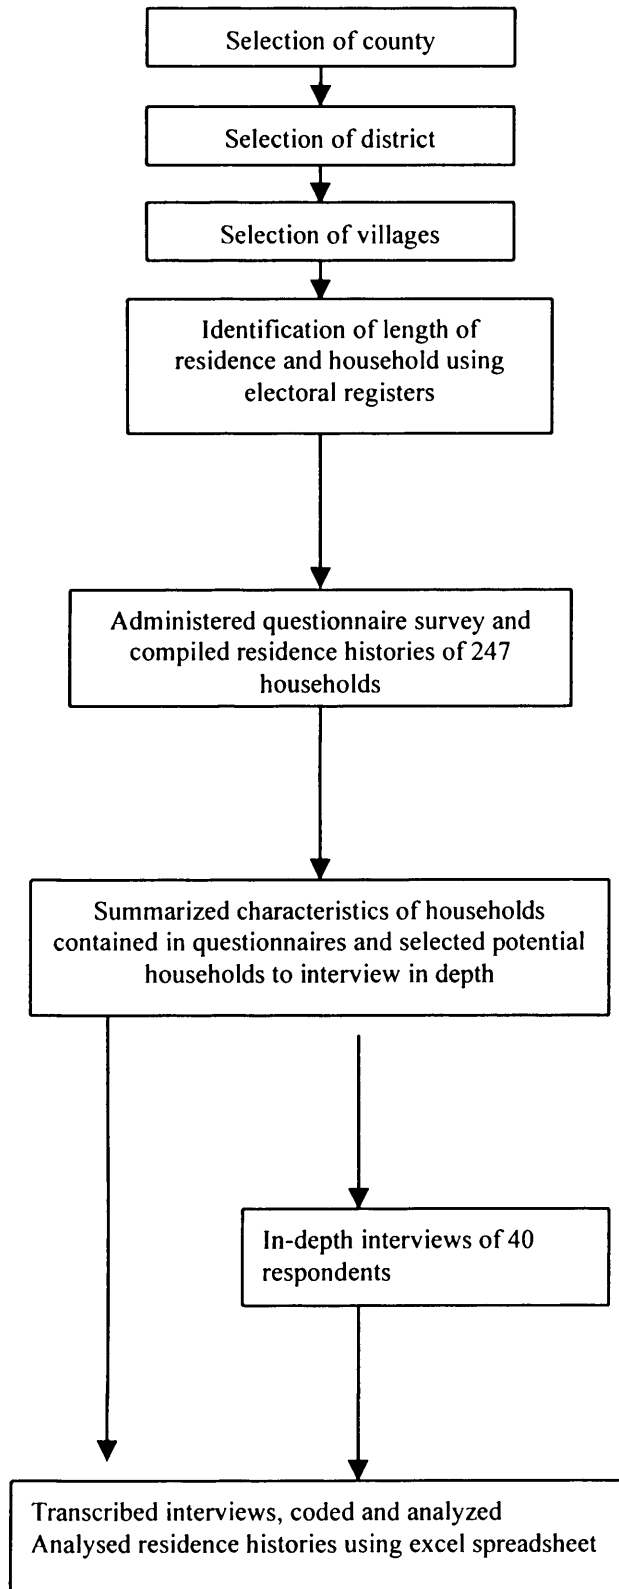 Selection of county
Selection of district
Selection of villages
Identification of length of
residence and household using
electoral registers
Administered questionnaire survey and
compiled residence histories of 247
households
Summarized characteristics of households
contained in questionnaires and selected potential
households to interview in depth
In-depth interviews of 40
respondents
Transcribed interviews, coded and analyzed
Analysed residence histories using excel spreadsheet